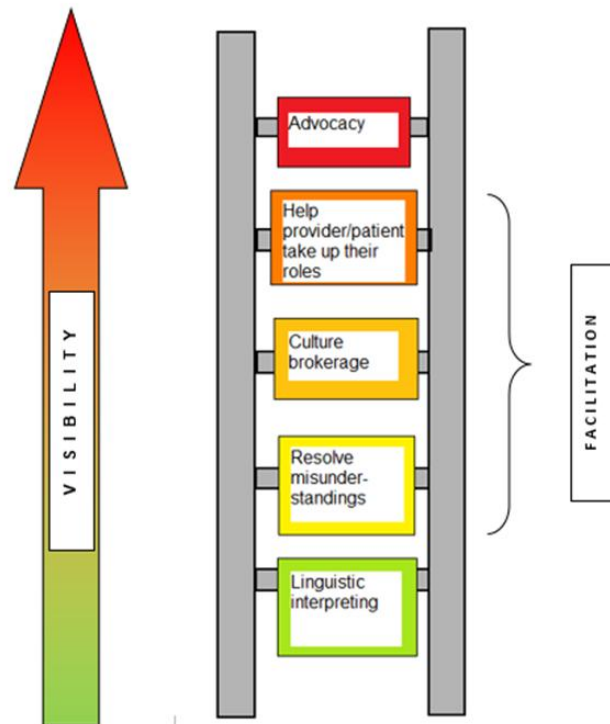 Advocacy
Help
provider/patient
take up their
roles
Culture
brokerage
Resolve
misunder-
standings
Linguistic
interpreting
VISIBILITY
FACILITATION